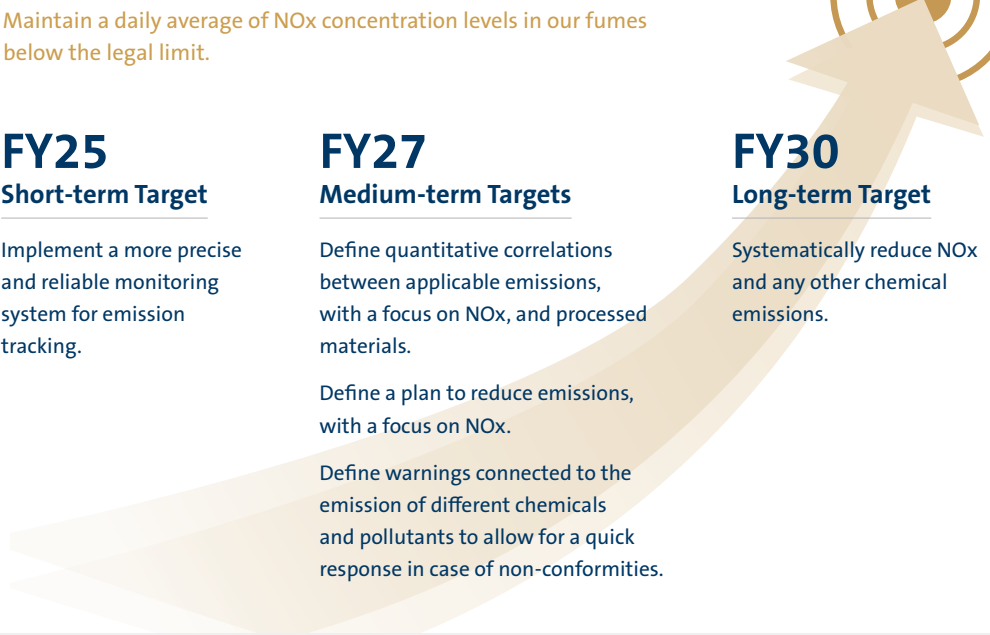 Maintain a daily average of NOx concentration levels in our fumes
below the legal limit.
FY25
Short-term Target
Implement a more precise
and reliable monitoring
system for emission
tracking.
FY27
Medium-term Targets
Define quantitative correlations
between applicable emissions,
with a focus on NOx, and processed
materials.
Define a plan to reduce emissions,
with a focus on NOx.
Define warnings connected to the
emission of different chemicals
and pollutants to allow for a quick
response in case of non-conformities.
FY30
Long-term Target
Systematically reduce NOx
and any other chemical
emissions.